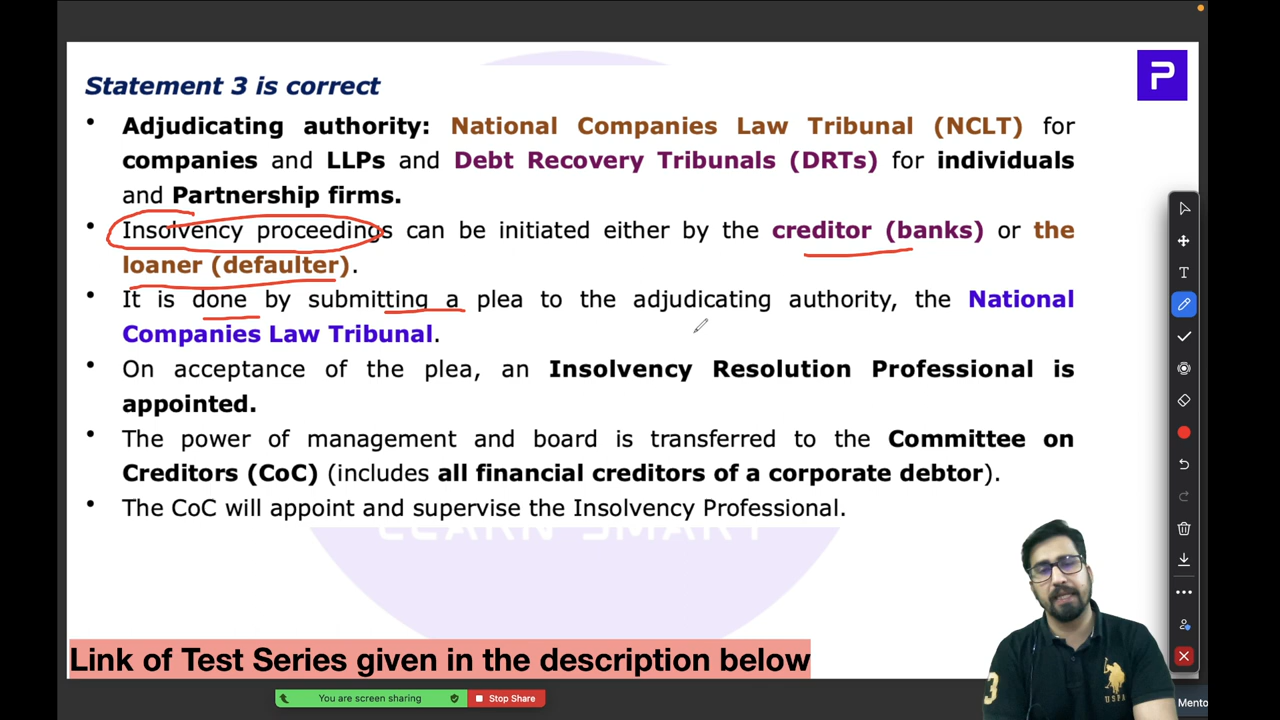 Statement 3 is correct
P
• Adjudicating authority: National Companies Law Tribunal (NCLT) for
companies and LLPs and Debt Recovery Tribunals (DRTs) for individuals
and Partnership firms.
• Insolvency proceedings can be initiated either by the creditor (banks) or the
loaner (defaulter).
• It is done by submitting a plea to the adjudicating authority, the National
Companies Law Tribunal.
• On acceptance of the plea, an Insolvency Resolution Professional is
appointed.
• The power of management and board is transferred to the Committee on
Creditors (CoC) (includes all financial creditors of a corporate debtor).
• The CoC will appoint and supervise the Insolvency Professional.
LEARN SMART
Link of Test Series given in the description below
3
USPA
You are screen sharing
Stop Share
Mento
T